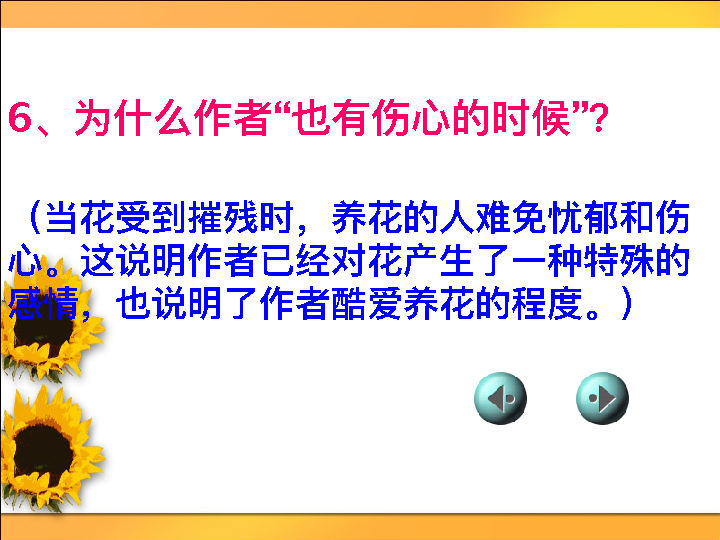 6、为什么作者“也有伤心的时候”?
（当花受到摧残时，养花的人难免忧郁和伤
心。这说明作者已经对花产生了一种特殊的
感情，也说明了作者酷爱养花的程度。）